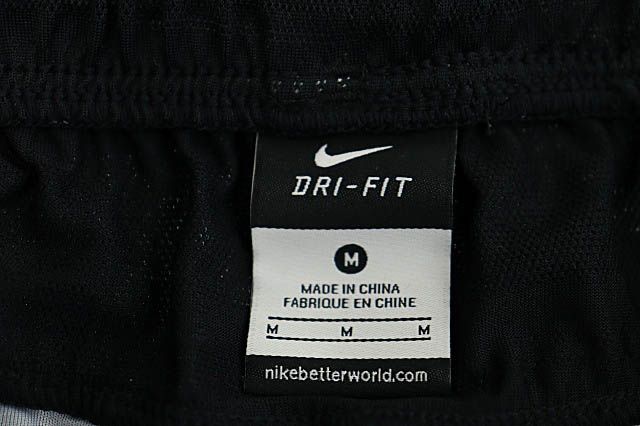 DRI-FIT
M
MADE IN CHINA
FABRIQUE EN CHINE
M M M
nikebetterworld.com